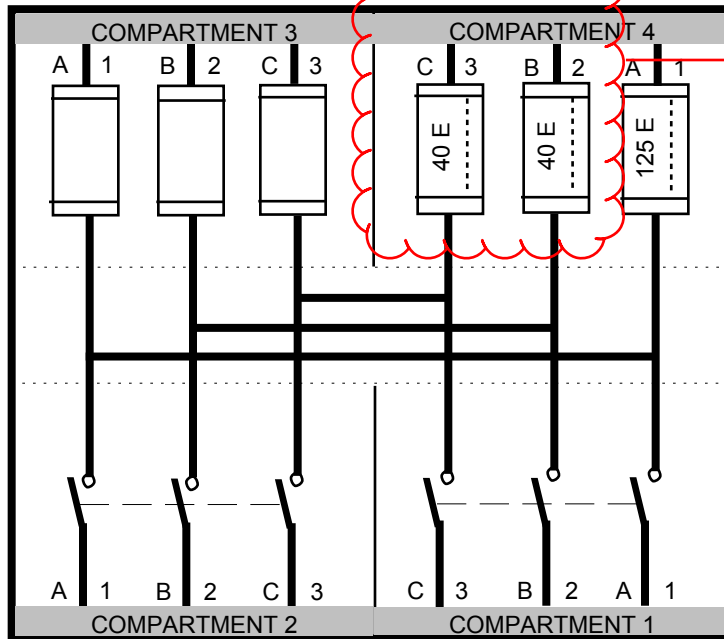 COMPARTMENT 3 COMPARTMENT 4
A 1 B 2 C 3 C 3 B 2 A 1
40 E 40 E 125 E
A 1 B 2 C 3 C 3 B 2 A 1
COMPARTMENT 2 COMPARTMENT 1